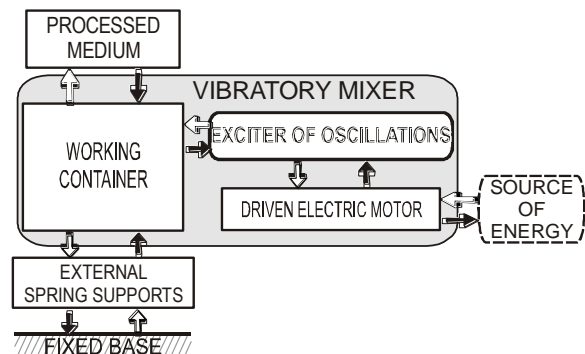 PROCESSED
MEDIUM
VIBRATORY MIXER
EXCITER OF OSCILLATIONS
WORKING
CONTAINER
DRIVEN ELECTRIC MOTOR
SOURCE
OF
ENERGY
EXTERNAL
SPRING SUPPORTS
FIXED BASE